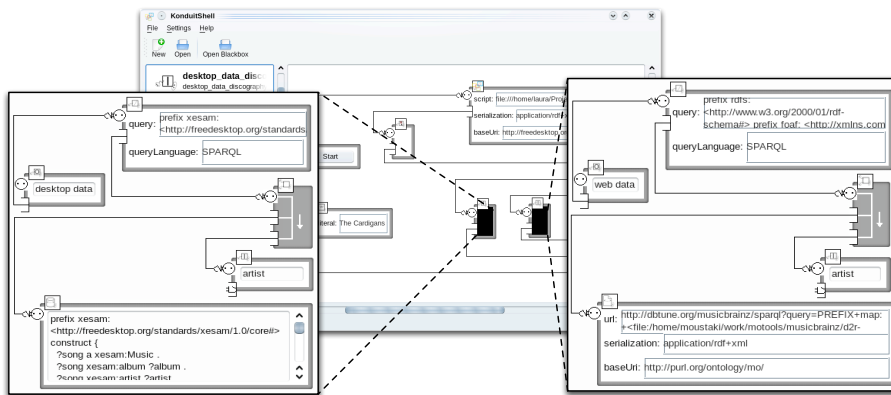 KonduitShell
File Settings Help
New Open Open Blackbox
desktop_data_disc
desktop_data_discograph
script: file:///home/laura/Proj
serialization: application/rdf+
baseUri: http://freedesktop.or
Start
iteral: The Cardigans
query: prefix xesam:
<http://freedesktop.org/standards
queryLanguage: SPARQL
desktop data
artist
prefix xesam:
<http://freedesktop.org/standards/xesam/1.0/core#>
construct {
?song a xesam:Music .
?song xesam:album ?album .
?song xesam:artist ?artist
prefix rdfs:
query: <http://www.w3.org/2000/01/rdf-
schema#> prefix foaf: <http://xmlns.com
queryLanguage: SPARQL
web data
artist
url: http://dbtune.org/musicbrainz/sparql?query=PREFIX+map:
+<file:/home/moustaki/work/motools/musicbrainz/d2r-
serialization: application/rdf+xml
baseUri: http://purl.org/ontology/mo/